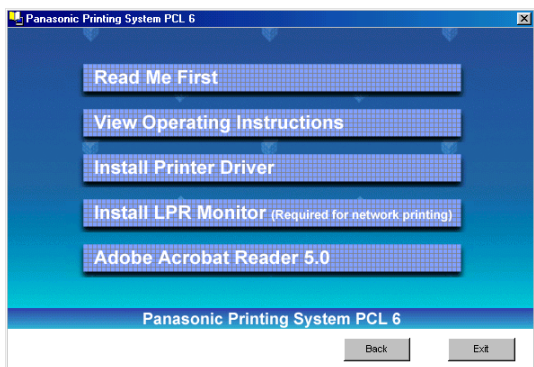 Panasonic Printing System PCL 6
Read Me First
View Operating Instructions
Install Printer Driver
Install LPR Monitor (Required for network printing)
Adobe Acrobat Reader 5.0
Panasonic Printing System PCL 6
Back Exit